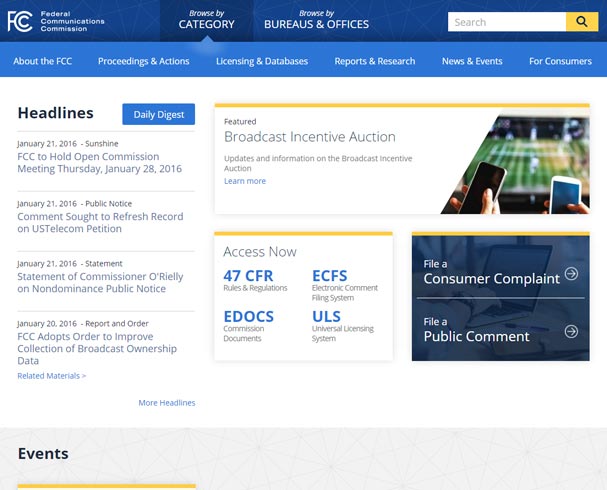 FCC
Federal
Communications
Commission
Browse by
CATEGORY
Browse by
BUREAUS & OFFICES
Search
About the FCC
Proceedings & Actions
Licensing & Databases
Reports & Research
News & Events
For Consumers
Headlines
Daily Digest
January 21, 2016 - Sunshine
FCC to Hold Open Commission
Meeting Thursday, January 28, 2016
January 21, 2016 - Public Notice
Comment Sought to Refresh Record
on USTelecom Petition
January 21, 2016 - Statement
Statement of Commissioner O'Rielly
on Nondominance Public Notice
January 20, 2016 - Report and Order
FCC Adopts Order to Improve
Collection of Broadcast Ownership
Data
Related Materials >
More Headlines
Featured
Broadcast Incentive Auction
Updates and information on the Broadcast Incentive
Auction
Learn more
Access Now
47 CFR
Rules & Regulations
ECFS
Electronic Comment
Filing System
EDOCS
Commission
Documents
ULS
Universal Licensing
System
File a
Consumer Complaint
File a
Public Comment
Events